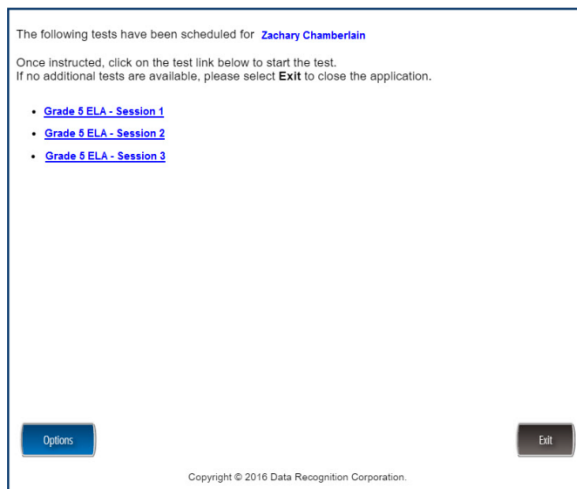 The following tests have been scheduled for Zachary Chamberlain
Once instructed, click on the test link below to start the test.
If no additional tests are available, please select Exit to close the application.
• Grade 5 ELA - Session 1
• Grade 5 ELA - Session 2
• Grade 5 ELA - Session 3
Options
Exit
Copyright © 2016 Data Recognition Corporation.